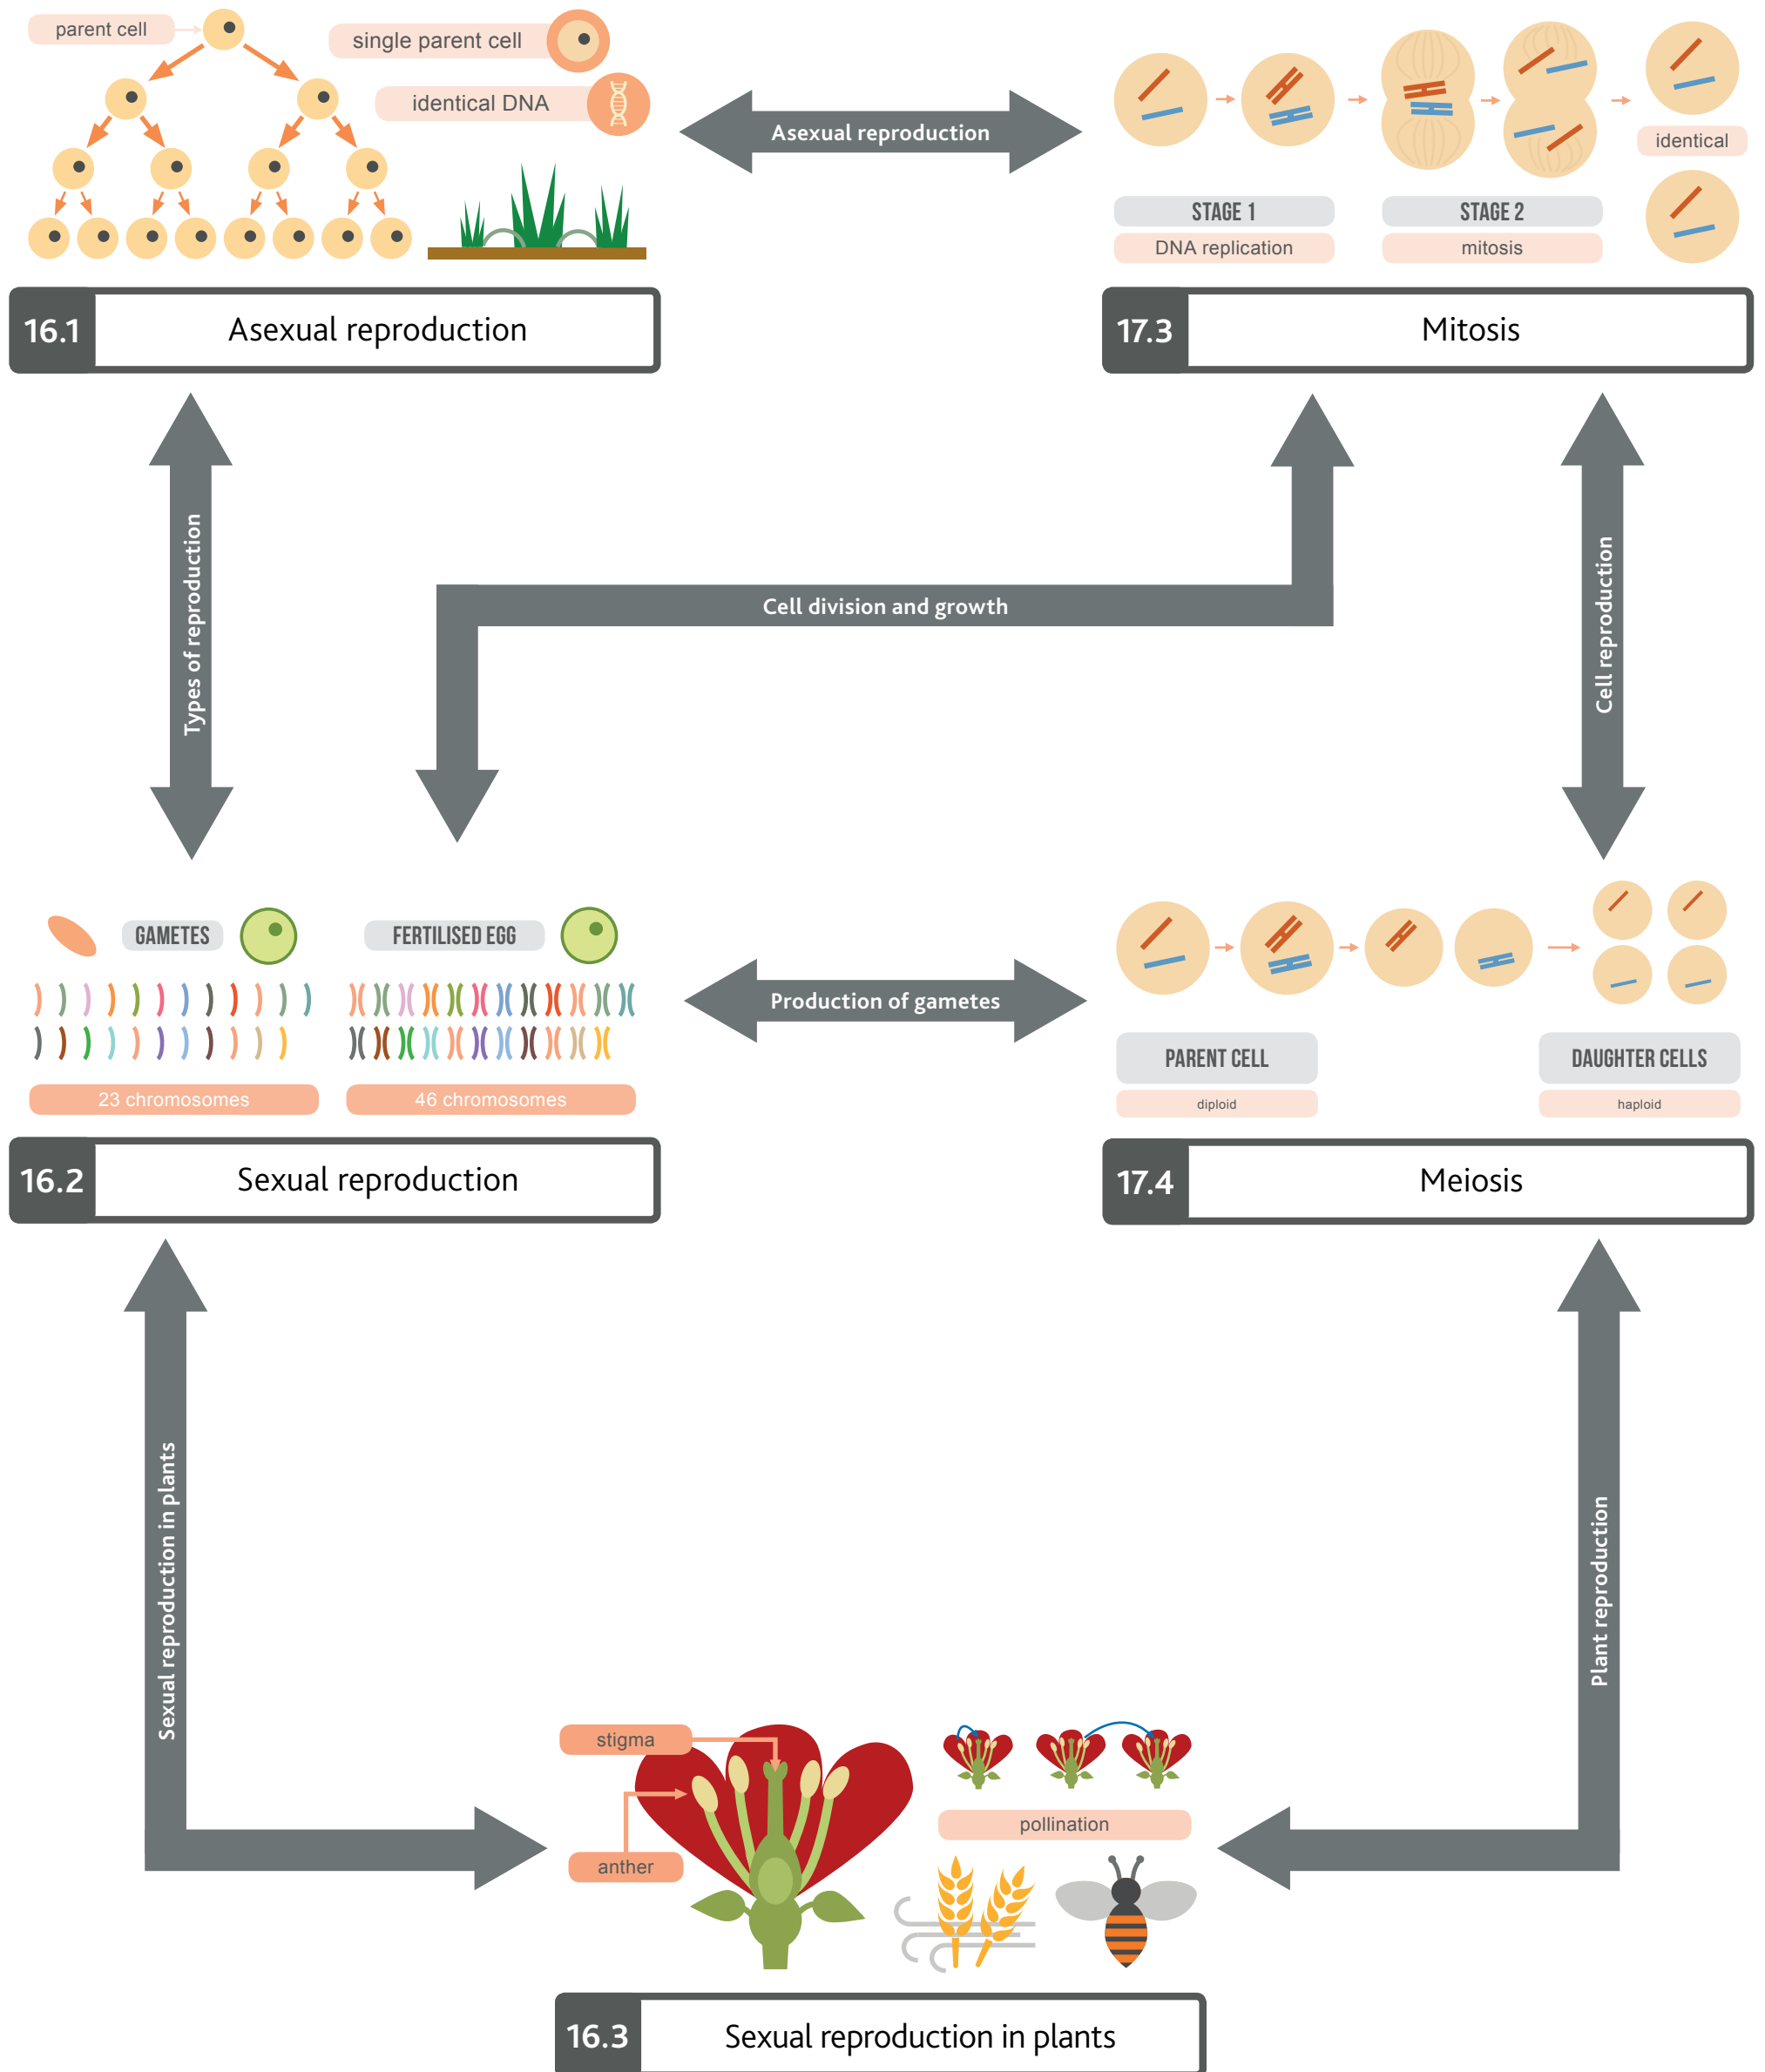 parent cell
single parent cell
identical DNA
Asexual reproduction
identical
STAGE 1
STAGE 2
DNA replication
mitosis
16.1
Asexual reproduction
17.3
Mitosis
Types of reproduction
Cell division and growth
Cell reproduction
GAMETES
FERTILISED EGG
Production of gametes
PARENT CELL
DAUGHTER CELLS
23 chromosomes
46 chromosomes
diploid
haploid
16.2
Sexual reproduction
17.4
Meiosis
Sexual reproduction in plants
Plant reproduction
stigma
pollination
anther
16.3
Sexual reproduction in plants